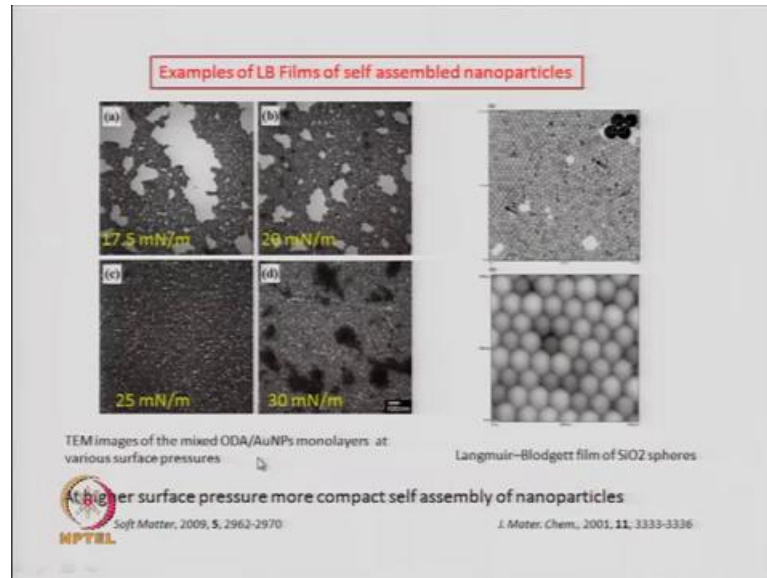 Examples of LB Films of self assembled nanoparticles
(a)
(b)
17.5 mN/m
20 mN/m
(c)
(d)
25 mN/m
30 mN/m
TEM images of the mixed ODA/AuNPs monolayers at
various surface pressures
Langmuir–Blodgett film of SiO2 spheres
At higher surface pressure more compact self assembly of nanoparticles
Soft Matter, 2009, 5, 2962-2970
J. Mater. Chem., 2001, 11, 3333-3336
NPTEL